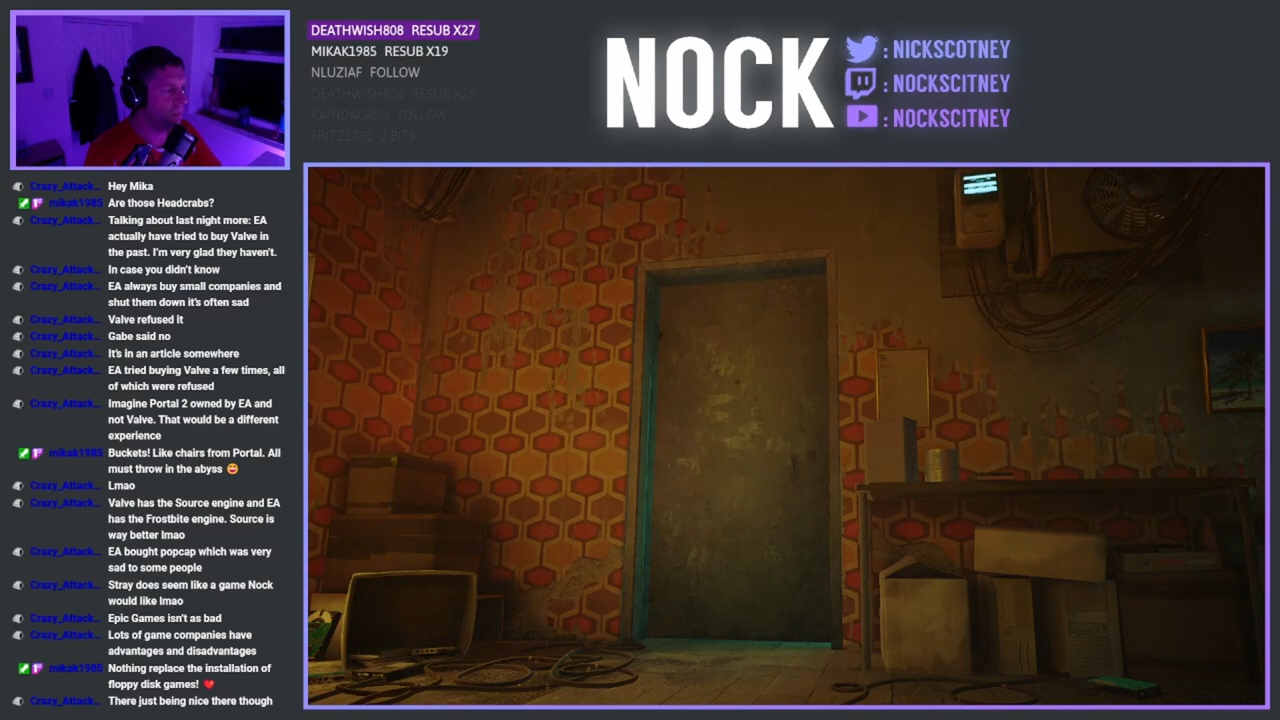 DEATHWISH808 RESUB X27
MIKAK1985 RESUB X19
NLUZIAF FOLLOW
DEATHWISH808 RESUB X26
RAINDACASH FOLLOW
FRITZ1791 2 BITS
NOCK
: NICKSCOTNEY
: NOCKSCITNEY
: NOCKSCITNEY
Crazy_Attack... Hey Mika
mikak1985 Are those Headcrabs?
Crazy_Attack... Talking about last night more: EA
actually have tried to buy Valve in
the past. I'm very glad they haven't.
Crazy_Attack... In case you didn't know
Crazy_Attack... EA always buy small companies and
shut them down it's often sad
Crazy_Attack... Valve refused it
Crazy_Attack... Gabe said no
Crazy_Attack... It's in an article somewhere
Crazy_Attack... EA tried buying Valve a few times, all
of which were refused
Crazy_Attack... Imagine Portal 2 owned by EA and
not Valve. That would be a different
experience
mikak1985 Buckets! Like chairs from Portal. All
must throw in the abyss 😄
Crazy_Attack... Lmao
Crazy_Attack... Valve has the Source engine and EA
has the Frostbite engine. Source is
way better lmao
Crazy_Attack... EA bought popcap which was very
sad to some people
Crazy_Attack... Stray does seem like a game Nock
would like lmao
Crazy_Attack... Epic Games isn't as bad
Crazy_Attack... Lots of game companies have
advantages and disadvantages
mikak1985 Nothing replace the installation of
floppy disk games! ♥
Crazy_Attack... There just being nice there though